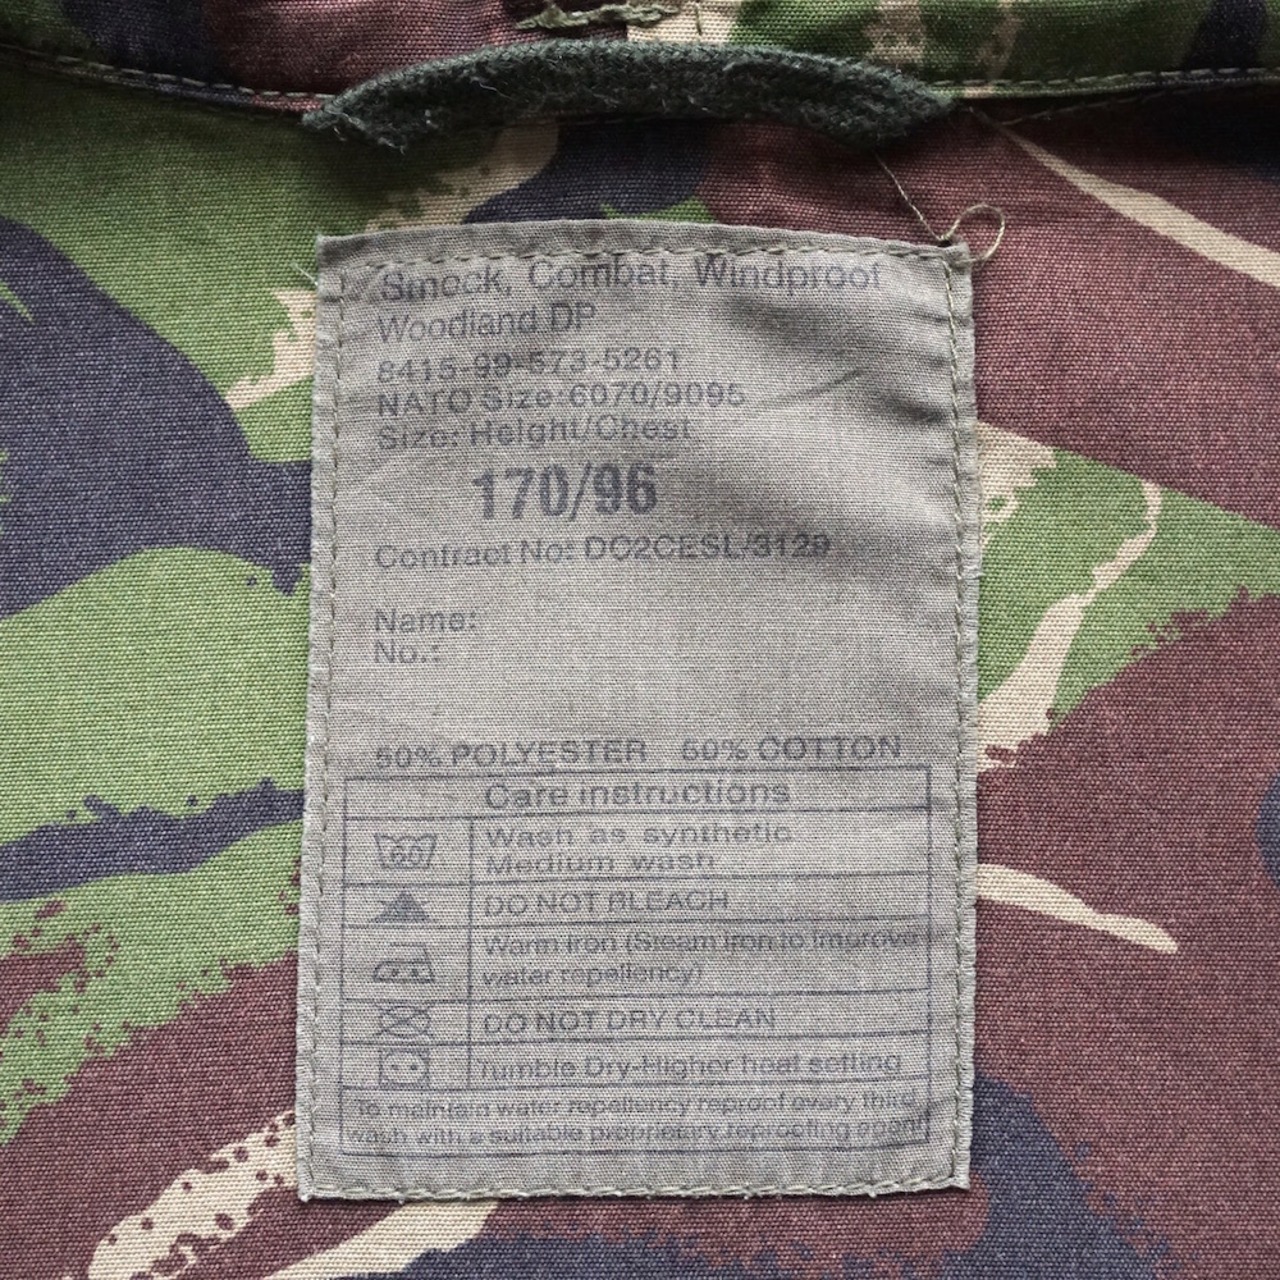 Smock, Combat, Windproof
Woodland DP
8415-99-573-5261
NATO Size:6070/9095
Size: Height/Chest
170/96
Contract No: DC2CESL/3129
Name:
No.:
50% POLYESTER 50% COTTON
Care instructions
60
Wash as synthetic
Medium wash
DO NOT BLEACH
Warm iron (Steam iron to improve
water repellency)
DO NOT DRY CLEAN
Tumble Dry-Higher heat setting
To maintain water repellency reproof every third
wash with a suitable proprietary reproofing agent